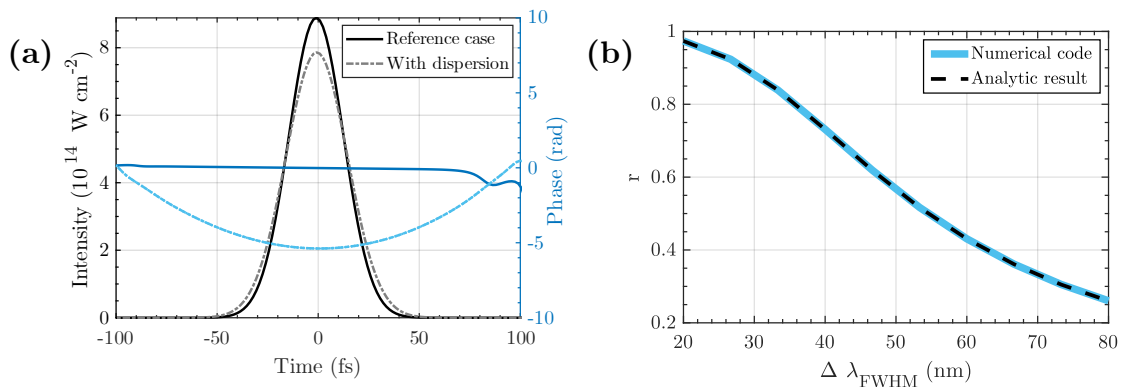 (a)
Intensity (10^14 W cm^-2)
8
6
4
2
0
Reference case
With dispersion
10
5
0
-5
-10
Phase (rad)
-100
-50
0
50
100
Time (fs)
(b)
r
1
0.8
0.6
0.4
0.2
Numerical code
Analytic result
20
30
40
50
60
70
80
Δ λ_FWHM (nm)